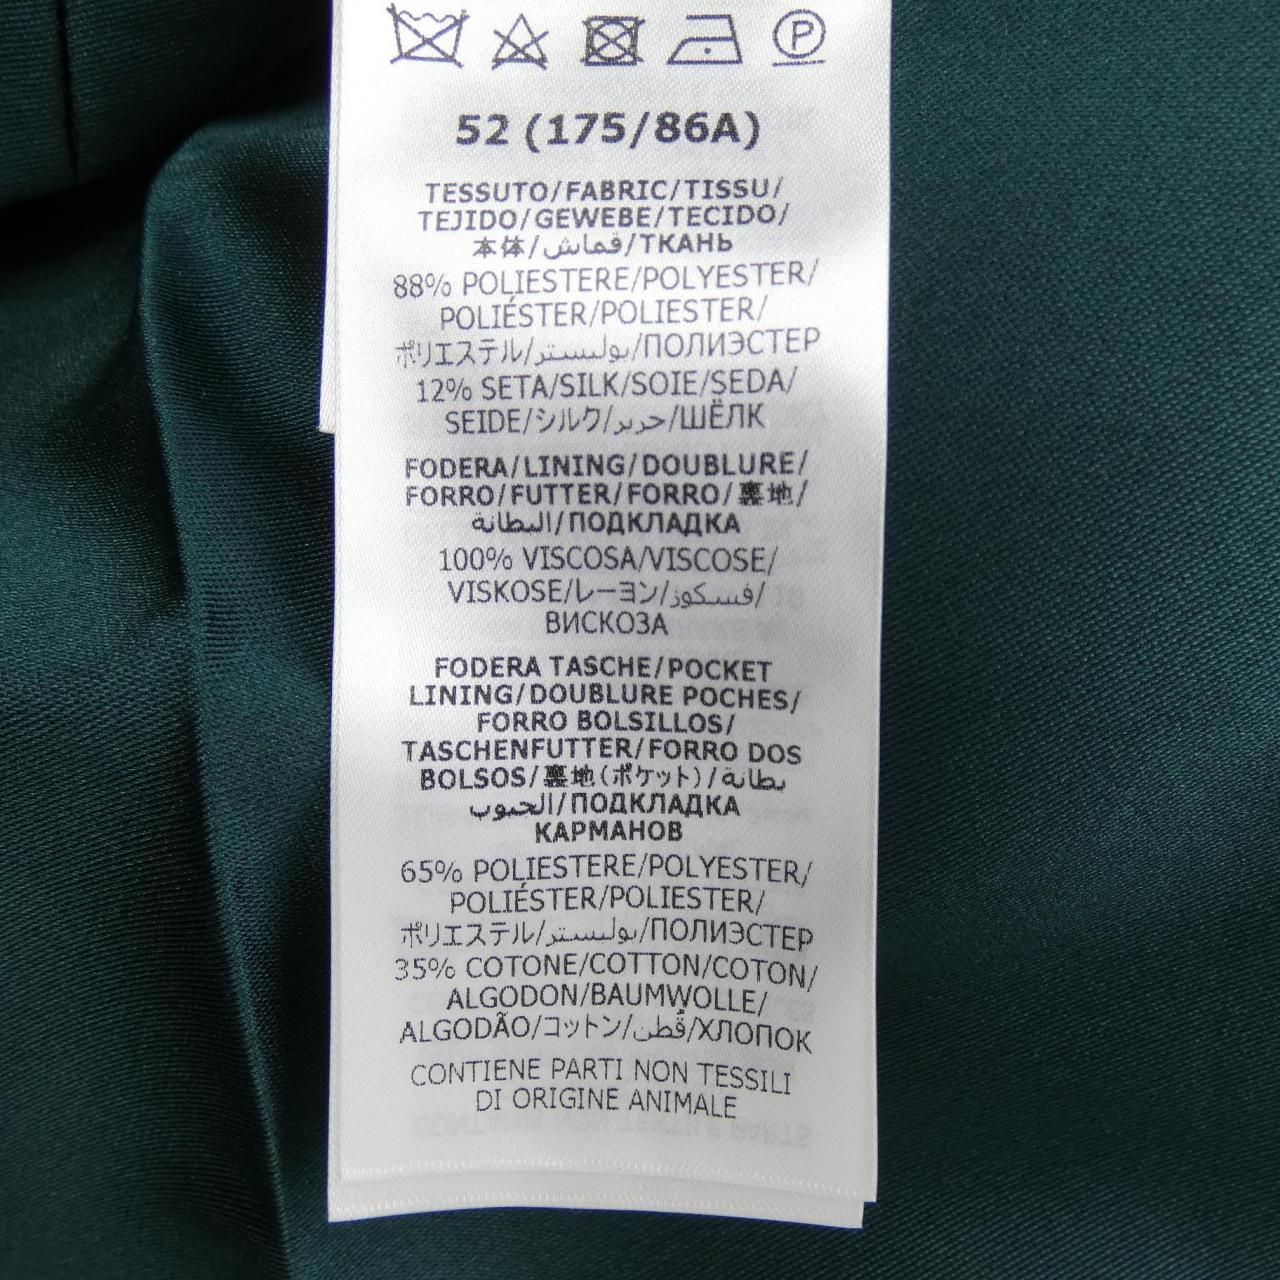 52 (175/86A)
TESSUTO/FABRIC/TISSU/
TEJIDO/GEWEBE/TECIDO/
本体/قماش/ТКАНЬ
88% POLIESTERE/POLYESTER/
POLIÉSTER/POLIESTER/
ポリエステル/بوليستر/ПОЛИЭСТЕР
12% SETA/SILK/SOIE/SEDA/
SEIDE/シルク/حرير/ШЁЛК
FODERA/LINING/DOUBLURE/
FORRO/FUTTER/FORRO/裏地/
البطانة/ПОДКЛАДКА
100% VISCOSA/VISCOSE/
VISKOSE/レーヨン/فسكوز/
ВИСКОЗА
FODERA TASCHE/POCKET
LINING/DOUBLURE POCHES/
FORRO BOLSILLOS/
TASCHENFUTTER/FORRO DOS
BOLSOS/裏地(ポケット)/بطانة
الجيوب/ПОДКЛАДКА
КАРМАНОВ
65% POLIESTERE/POLYESTER/
POLIÉSTER/POLIESTER/
ポリエステル/بوليستر/ПОЛИЭСТЕР
35% COTONE/COTTON/COTON/
ALGODON/BAUMWOLLE/
ALGODÃO/コットン/قُطن/ХЛОПОК
CONTIENE PARTI NON TESSILI
DI ORIGINE ANIMALE